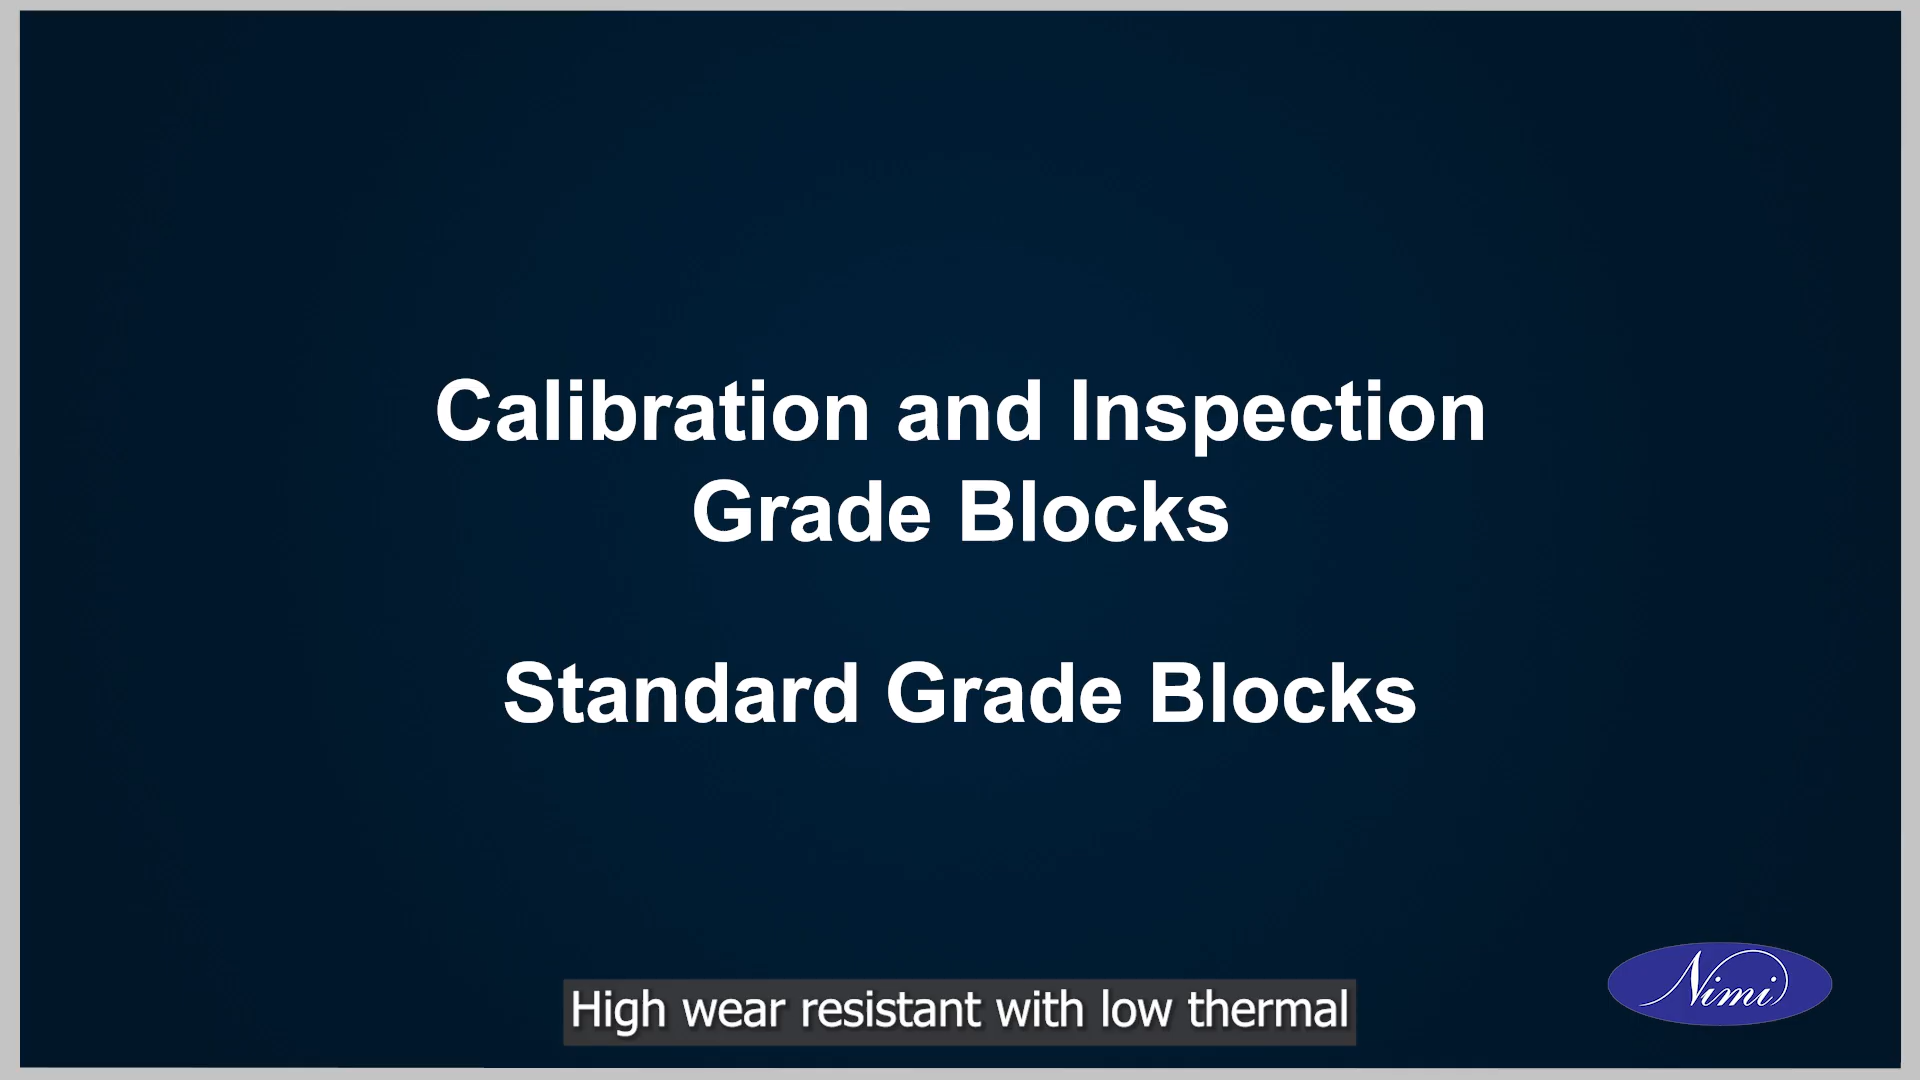 Calibration and Inspection
Grade Blocks
Standard Grade Blocks
High wear resistant with low thermal
Nimi